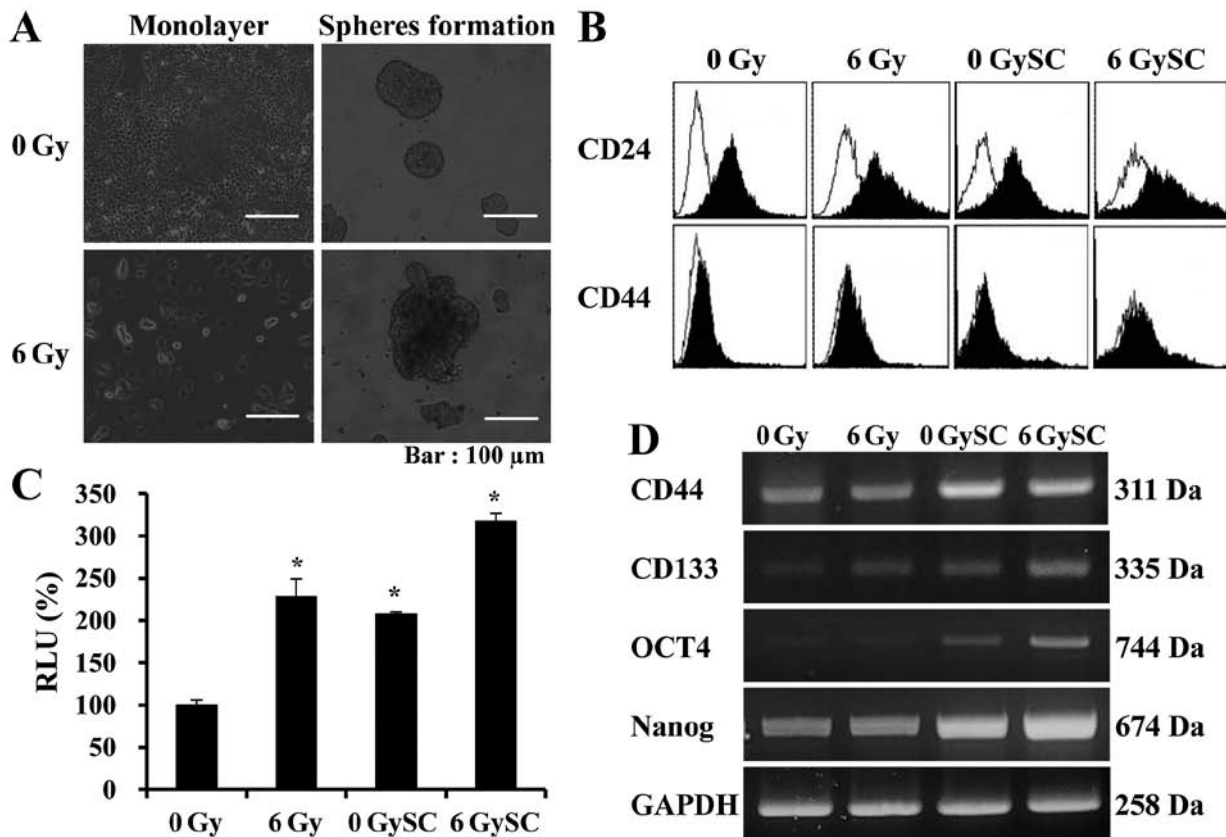 A
Monolayer Spheres formation
0 Gy
6 Gy
Bar : 100 µm
B
0 Gy 6 Gy 0 GySC 6 GySC
CD24
CD44
C
RLU (%)
350
300
250
200
150
100
50
0
*
*
*
0 Gy 6 Gy 0 GySC 6 GySC
D
0 Gy 6 Gy 0 GySC 6 GySC
CD44 311 Da
CD133 335 Da
OCT4 744 Da
Nanog 674 Da
GAPDH 258 Da